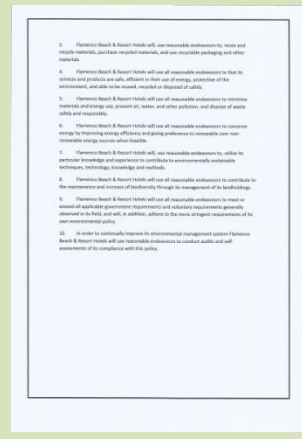 3. Flamenco Beach & Resort Hotels will, use reasonable endeavours to, reuse and
recycle materials, purchase recycled materials, and use recyclable packaging and other
materials.
4. Flamenco Beach & Resort Hotels will use all reasonable endeavours to that its
services and products are safe, efficient in their use of energy, protective of the
environment, and able to be reused, recycled or disposed of safely.
5. Flamenco Beach & Resort Hotels will use all reasonable endeavours to minimise
materials and energy use, prevent air, water, and other pollution, and dispose of waste
safely and responsibly.
6. Flamenco Beach & Resort Hotels will use all reasonable endeavours to conserve
energy by improving energy efficiency and giving preference to renewable over non-
renewable energy sources when feasible.
7. Flamenco Beach & Resort Hotels will use all reasonable endeavours to, utilise its
particular knowledge and experience to contribute to environmentally sustainable
techniques, technology, knowledge and methods.
8. Flamenco Beach & Resort Hotels will use all reasonable endeavours to contribute to
the maintenance and increase of biodiversity through its management of its landholdings.
9. Flamenco Beach & Resort Hotels will use all reasonable endeavours to meet or
exceed all applicable government requirements and voluntary requirements generally
observed in its field, and will, in addition, adhere to the more stringent requirements of its
own environmental policy.
10. In order to continually improve its environmental management system Flamenco
Beach & Resort Hotels will use reasonable endeavours to conduct audits and self-
assessments of its compliance with this policy.